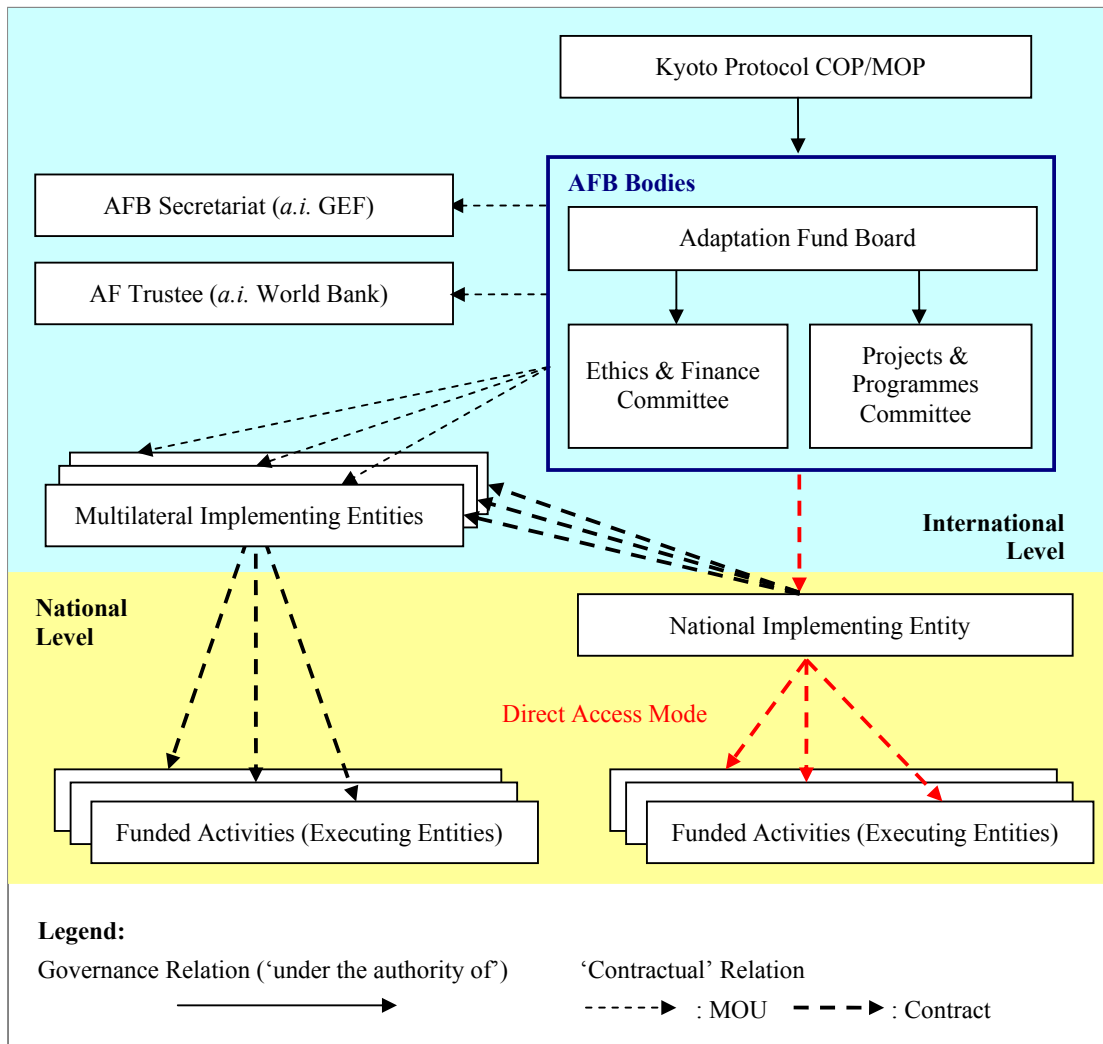 Kyoto Protocol COP/MOP
AFB Bodies
AFB Secretariat (a.i. GEF)
Adaptation Fund Board
AF Trustee (a.i. World Bank)
Ethics & Finance
Committee
Projects &
Programmes
Committee
Multilateral Implementing Entities
International
Level
National
Level
National Implementing Entity
Direct Access Mode
Funded Activities (Executing Entities)
Funded Activities (Executing Entities)
Legend:
Governance Relation (‘under the authority of’)
‘Contractual’ Relation
: MOU
: Contract